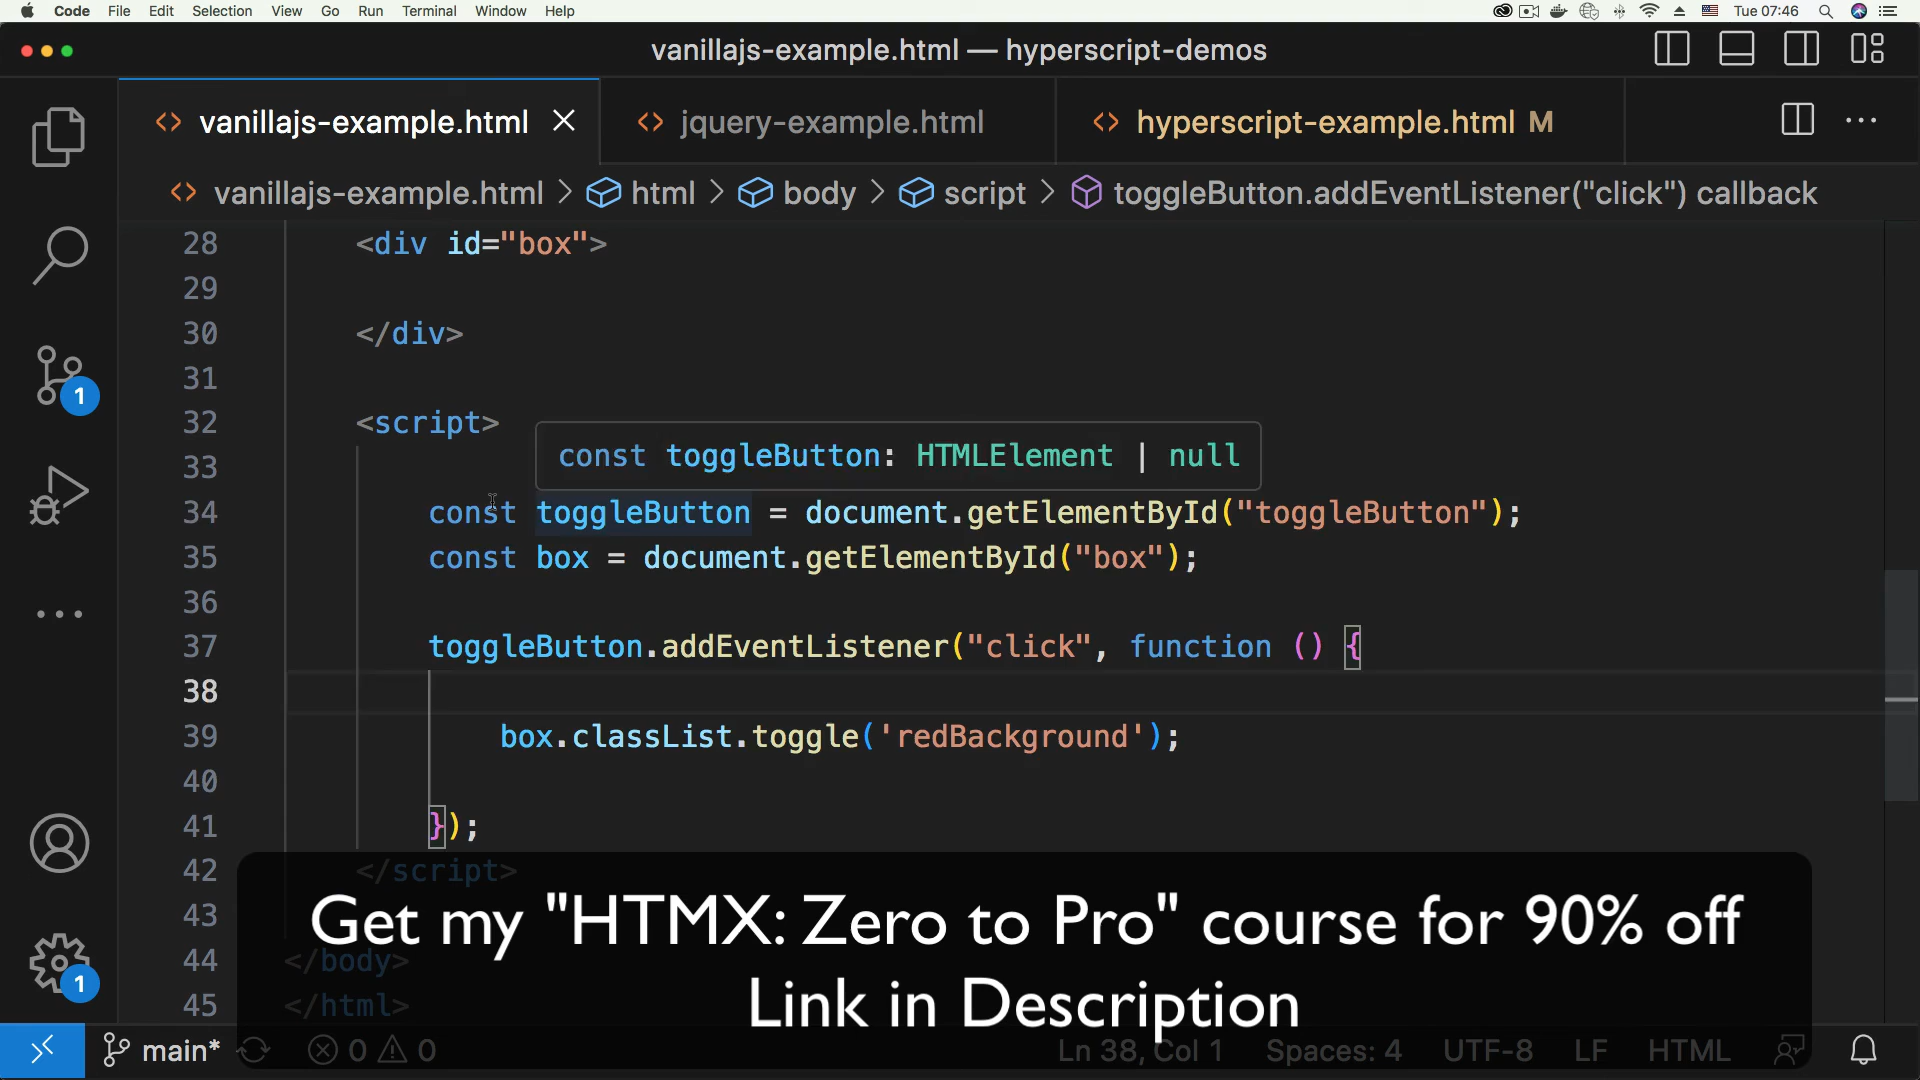 Code File Edit Selection View Go Run Terminal Window Help Tue 07:46
vanillajs-example.html — hyperscript-demos
vanillajs-example.html jquery-example.html hyperscript-example.html M
vanillajs-example.html > html > body > script > toggleButton.addEventListener("click") callback
28 <div id="box">
29
30 </div>
31
32 <script>
const toggleButton: HTMLElement | null
33
34 const toggleButton = document.getElementById("toggleButton");
35 const box = document.getElementById("box");
36
37 toggleButton.addEventListener("click", function () {
38
39 box.classList.toggle('redBackground');
40
41 });
42 </script>
43
44 </body>
45 </html>
1
1
Get my "HTMX: Zero to Pro" course for 90% off
Link in Description
main* 0 0 Ln 38, Col 1 Spaces: 4 UTF-8 LF HTML